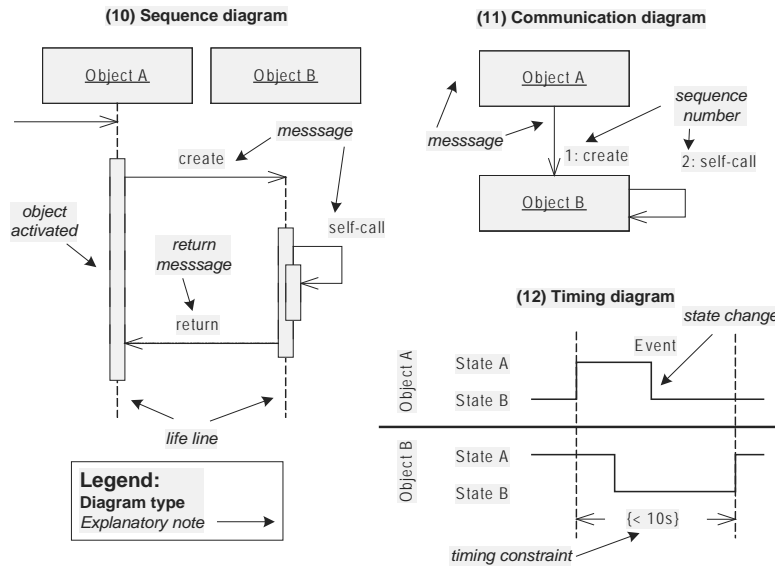 (10) Sequence diagram
Object A
Object B
messsage
create
object
activated
self-call
return
messsage
return
life line
Legend:
Diagram type
Explanatory note
(11) Communication diagram
Object A
messsage
sequence
number
1: create
2: self-call
Object B
(12) Timing diagram
state change
Event
Object A
State A
State B
Object B
State A
State B
{< 10s}
timing constraint